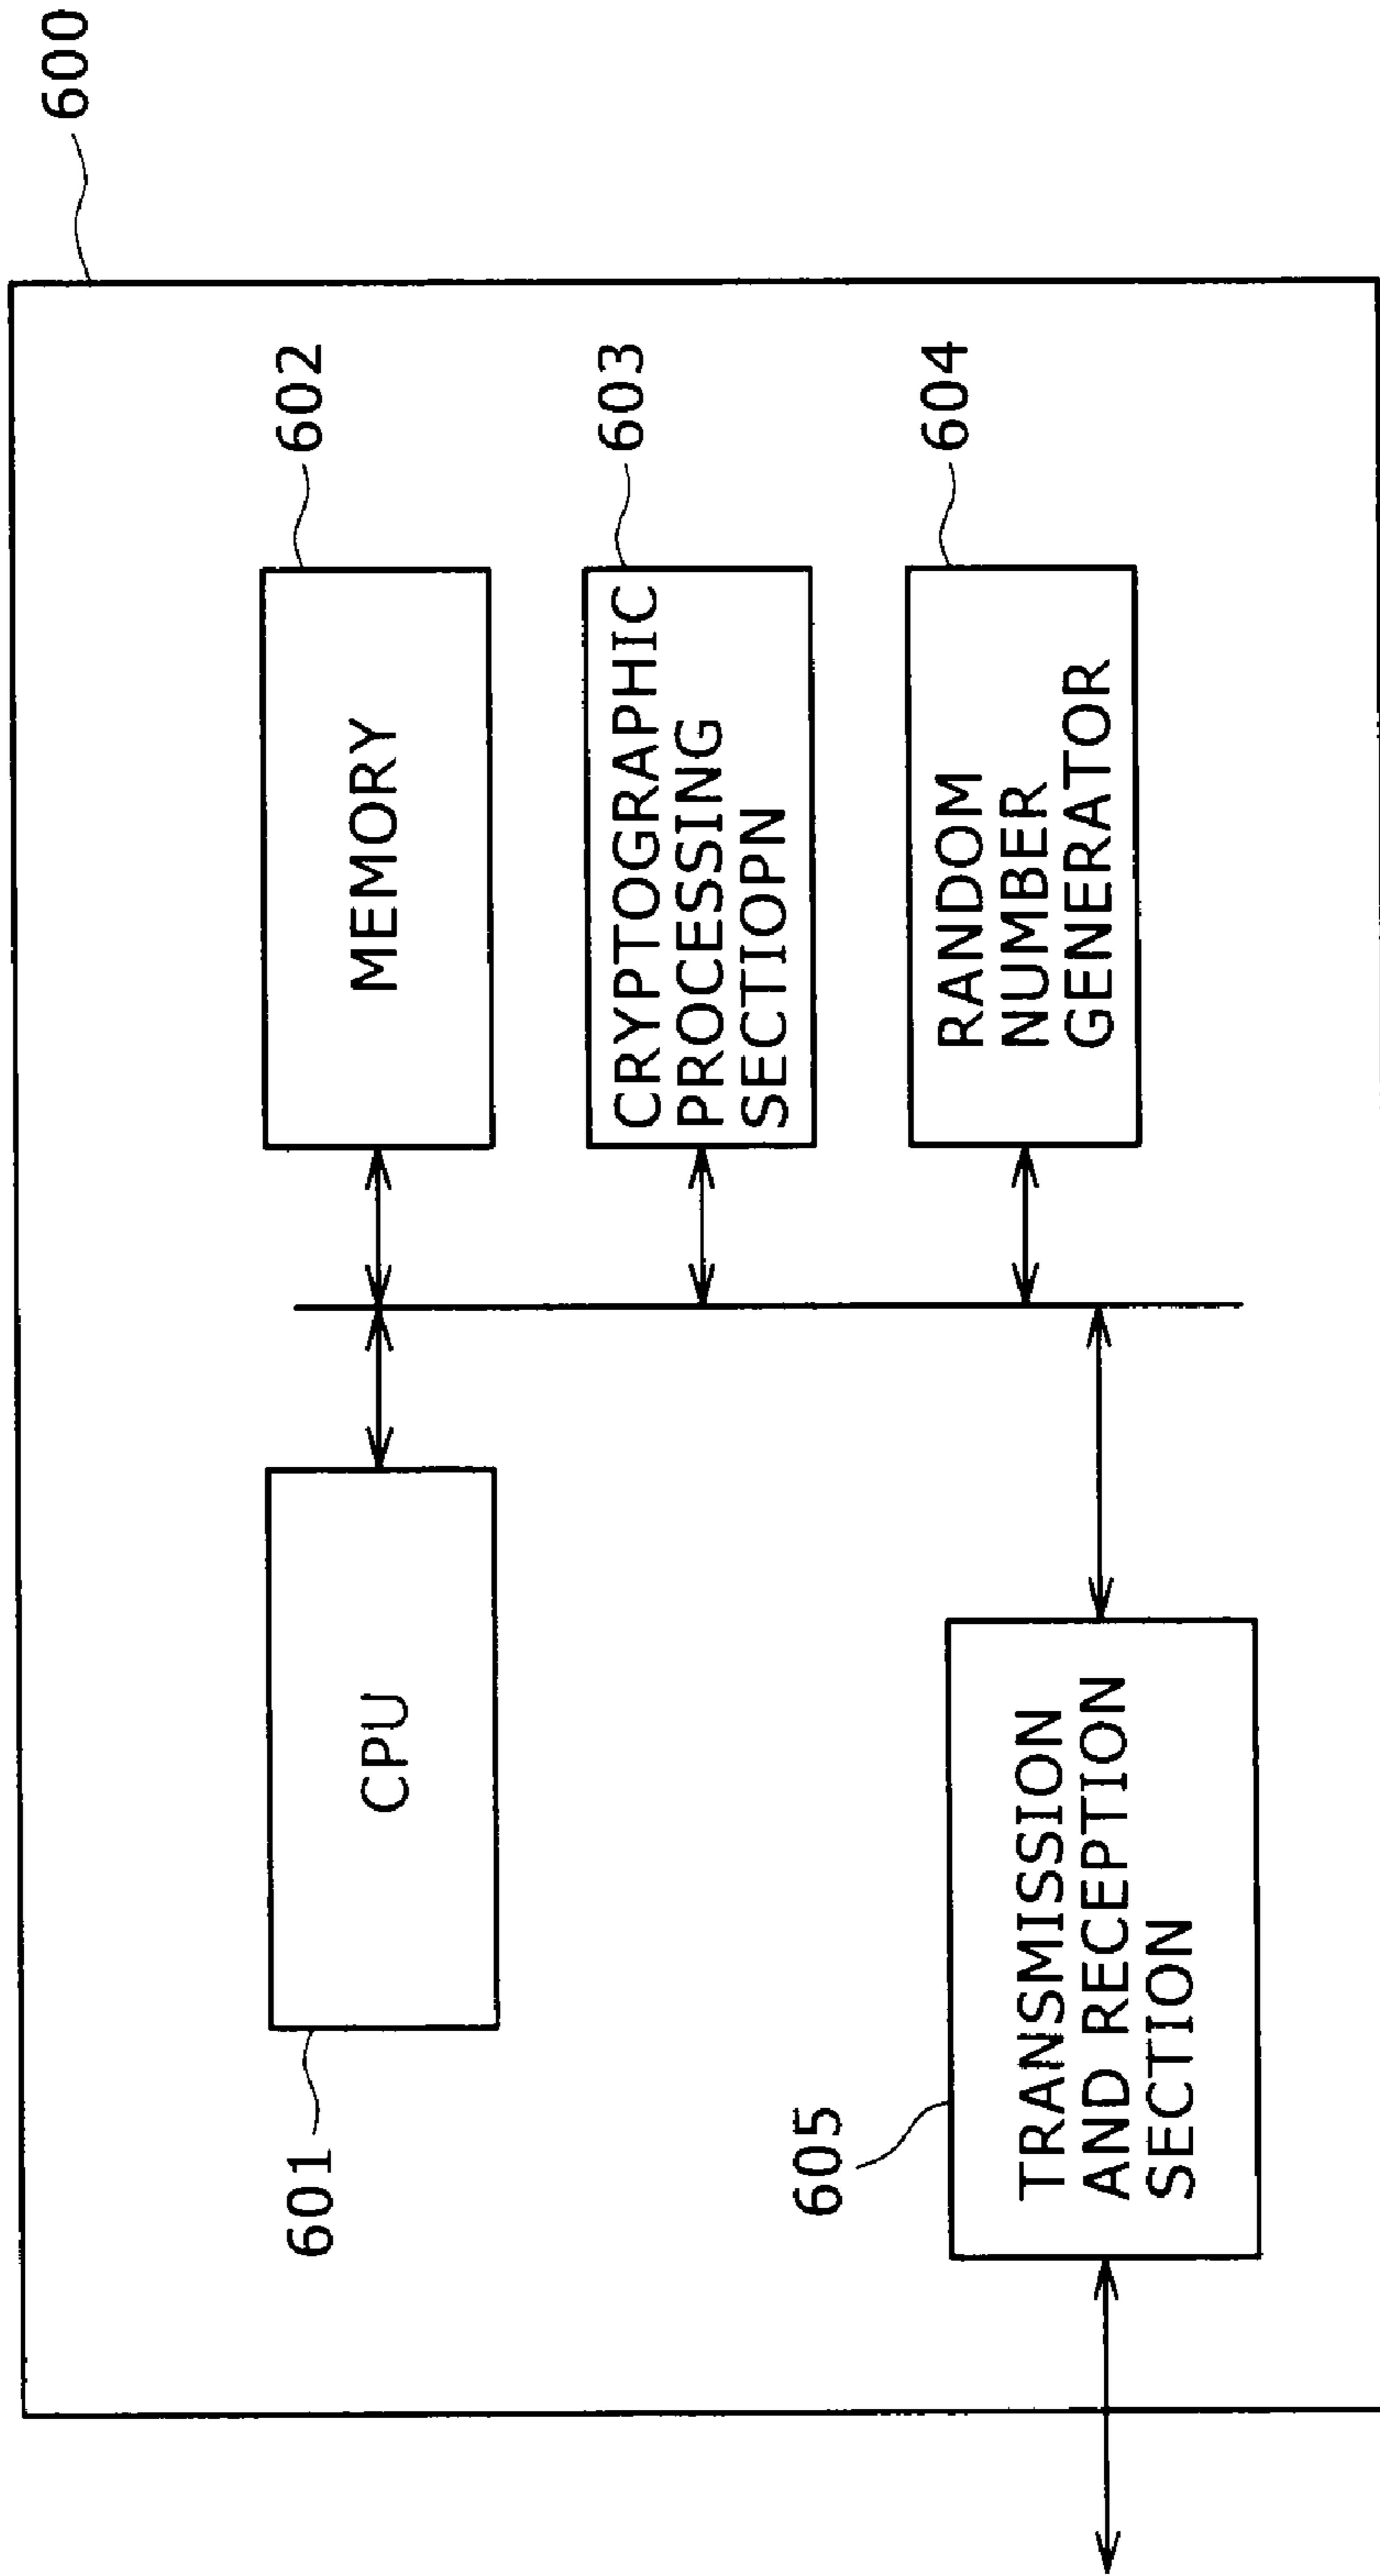 600
601
CPU
602
MEMORY
603
CRYPTOGRAPHIC
PROCESSING
SECTIOPN
604
RANDOM
NUMBER
GENERATOR
605
TRANSMISSION
AND RECEPTION
SECTION